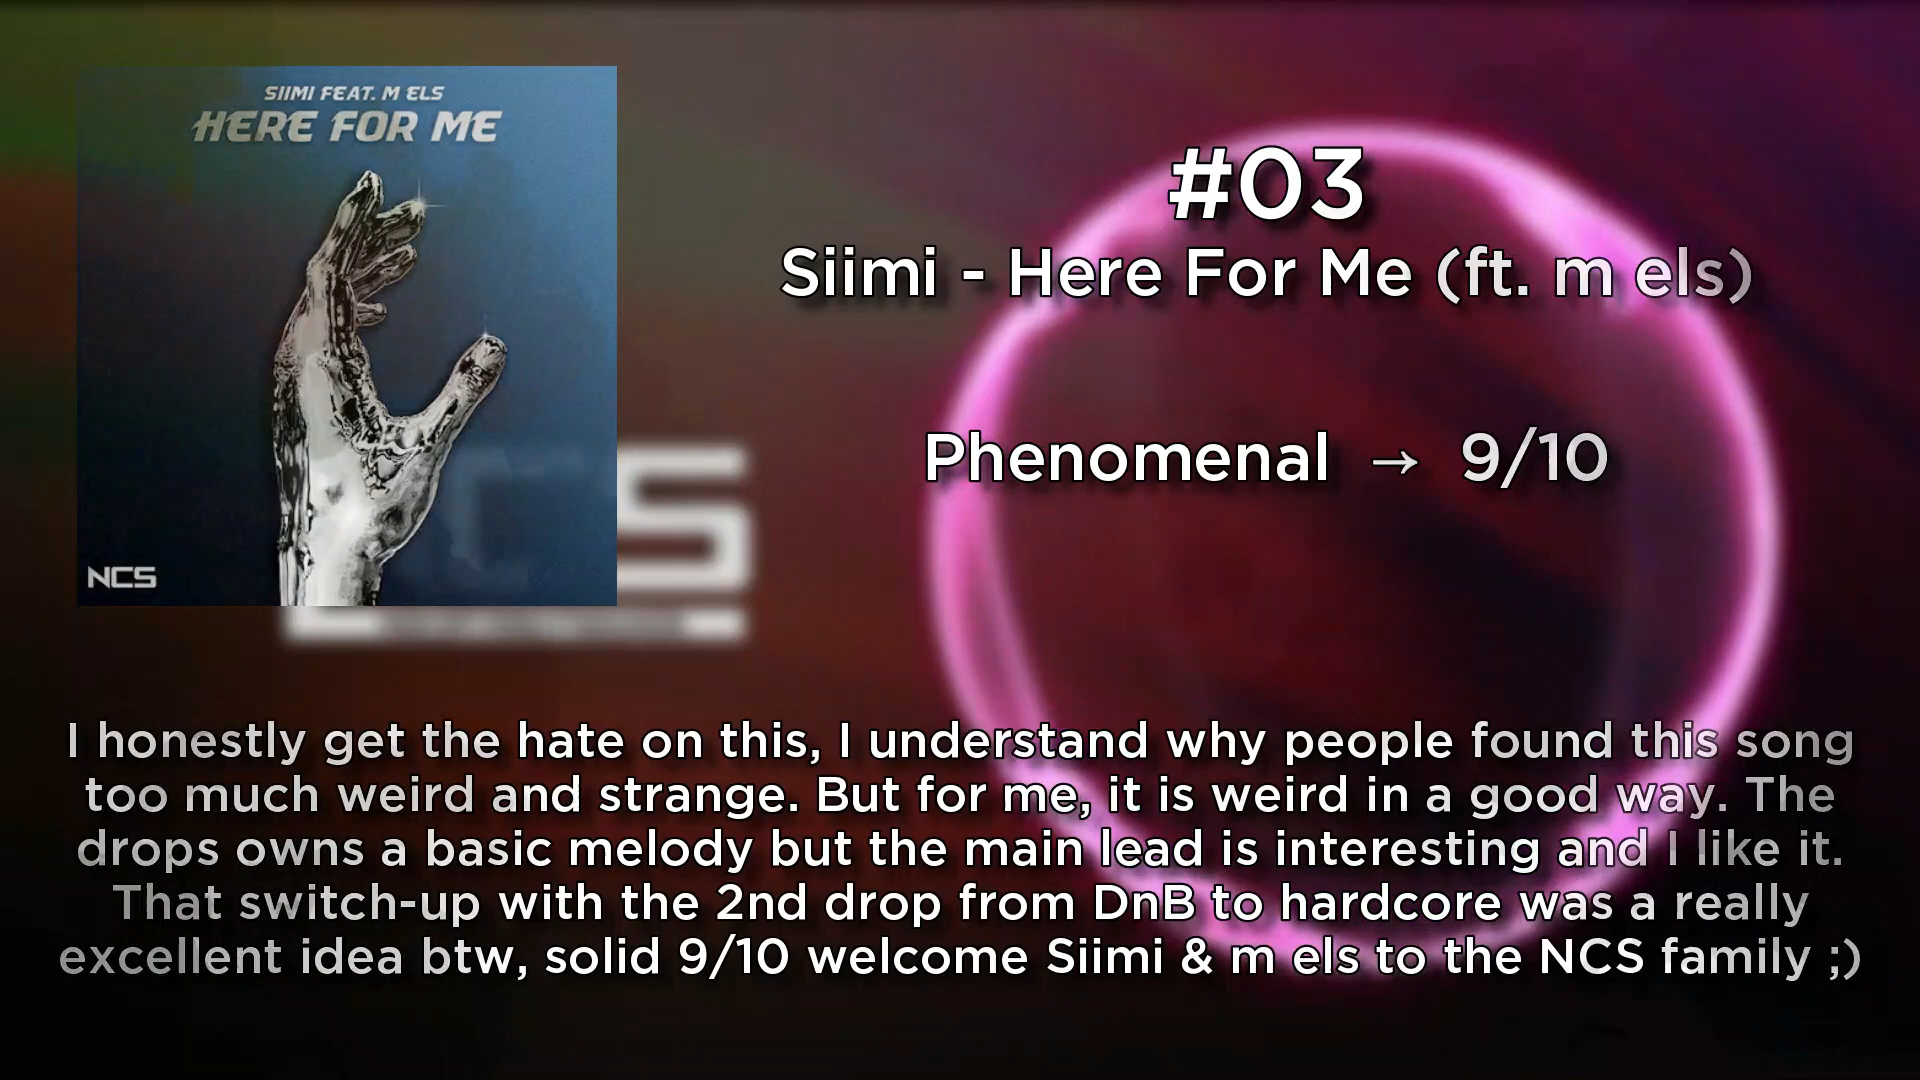 SIIMI FEAT. M ELS
HERE FOR ME
NCS
#03
Siimi - Here For Me (ft. m els)
Phenomenal → 9/10
I honestly get the hate on this, I understand why people found this song
too much weird and strange. But for me, it is weird in a good way. The
drops owns a basic melody but the main lead is interesting and I like it.
That switch-up with the 2nd drop from DnB to hardcore was a really
excellent idea btw, solid 9/10 welcome Siimi & m els to the NCS family ;)